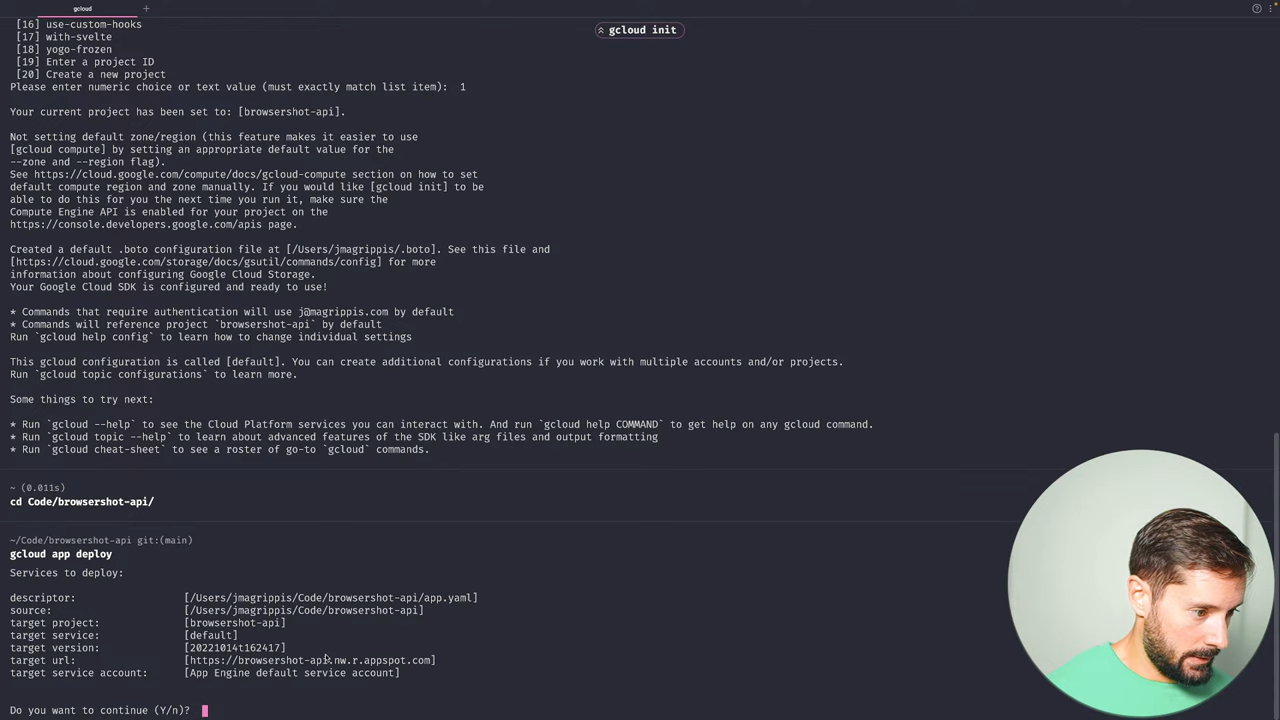 gcloud
gcloud init
[16] use-custom-hooks
[17] with-svelte
[18] yogo-frozen
[19] Enter a project ID
[20] Create a new project
Please enter numeric choice or text value (must exactly match list item):  1
Your current project has been set to: [browsershot-api].
Not setting default zone/region (this feature makes it easier to use
[gcloud compute] by setting an appropriate default value for the
--zone and --region flag).
See https://cloud.google.com/compute/docs/gcloud-compute section on how to set
default compute region and zone manually. If you would like [gcloud init] to be
able to do this for you the next time you run it, make sure the
Compute Engine API is enabled for your project on the
https://console.developers.google.com/apis page.
Created a default .boto configuration file at [/Users/jmagrippis/.boto]. See this file and
[https://cloud.google.com/storage/docs/gsutil/commands/config] for more
information about configuring Google Cloud Storage.
Your Google Cloud SDK is configured and ready to use!
* Commands that require authentication will use j@magrippis.com by default
* Commands will reference project `browsershot-api` by default
Run `gcloud help config` to learn how to change individual settings
This gcloud configuration is called [default]. You can create additional configurations if you work with multiple accounts and/or projects.
Run `gcloud topic configurations` to learn more.
Some things to try next:
* Run `gcloud --help` to see the Cloud Platform services you can interact with. And run `gcloud help COMMAND` to get help on any gcloud command.
* Run `gcloud topic --help` to learn about advanced features of the SDK like arg files and output formatting
* Run `gcloud cheat-sheet` to see a roster of go-to `gcloud` commands.
~ (0.011s)
cd Code/browsershot-api/
~/Code/browsershot-api git:(main)
gcloud app deploy
Services to deploy:
descriptor: [/Users/jmagrippis/Code/browsershot-api/app.yaml]
source: [/Users/jmagrippis/Code/browsershot-api]
target project: [browsershot-api]
target service: [default]
target version: [20221014t162417]
target url: [https://browsershot-api.nw.r.appspot.com]
target service account: [App Engine default service account]
Do you want to continue (Y/n)?